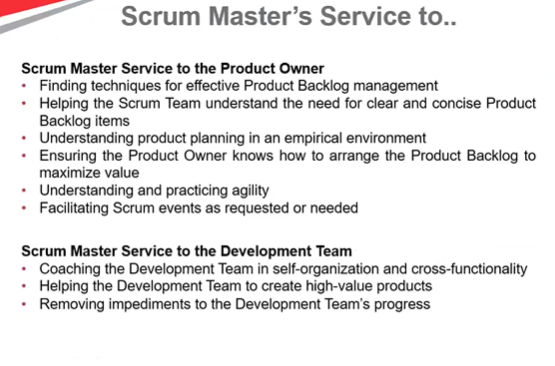 Scrum Master's Service to..
Scrum Master Service to the Product Owner
• Finding techniques for effective Product Backlog management
• Helping the Scrum Team understand the need for clear and concise Product
Backlog items
• Understanding product planning in an empirical environment
• Ensuring the Product Owner knows how to arrange the Product Backlog to
maximize value
• Understanding and practicing agility
• Facilitating Scrum events as requested or needed
Scrum Master Service to the Development Team
• Coaching the Development Team in self-organization and cross-functionality
• Helping the Development Team to create high-value products
• Removing impediments to the Development Team's progress